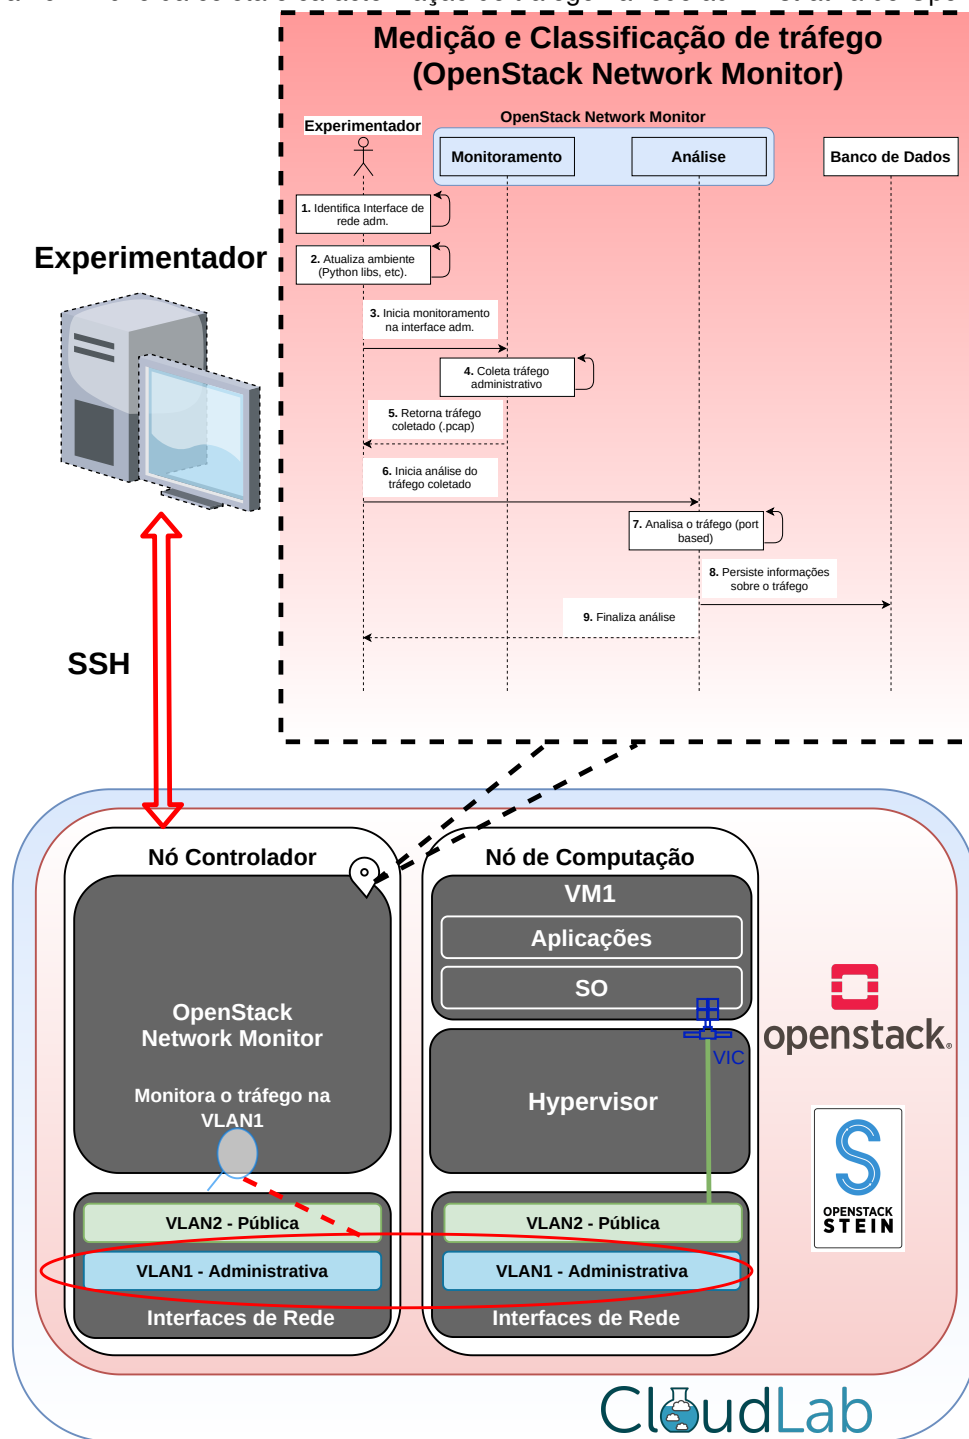 Medição e Classificação de tráfego
(OpenStack Network Monitor)
OpenStack Network Monitor
Experimentador
Monitoramento
Análise
Banco de Dados
1. Identifica Interface de
rede adm.
2. Atualiza ambiente
(Python libs, etc).
3. Inicia monitoramento
na interface adm.
4. Coleta tráfego
administrativo
5. Retorna tráfego
coletado (.pcap)
6. Inicia análise do
tráfego coletado
7. Analisa o tráfego (port
based)
8. Persiste informações
sobre o tráfego
9. Finaliza análise
Experimentador
SSH
Nó Controlador
OpenStack
Network Monitor
Monitora o tráfego na
VLAN1
VLAN2 - Pública
VLAN1 - Administrativa
Interfaces de Rede
Nó de Computação
VM1
Aplicações
SO
VIC
Hypervisor
VLAN2 - Pública
VLAN1 - Administrativa
Interfaces de Rede
openstack.
OPENSTACK
STEIN
CloudLab